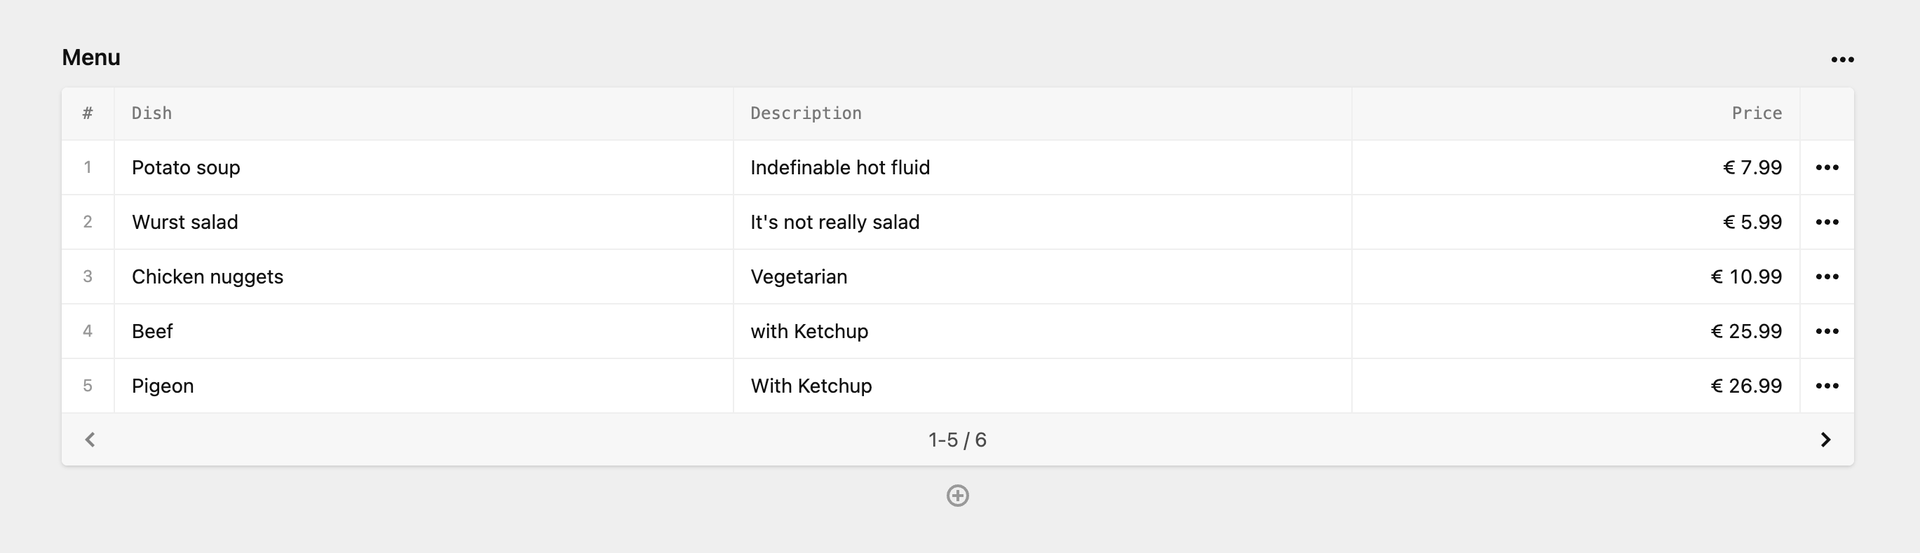 Menu
# Dish Description Price
1 Potato soup Indefinable hot fluid € 7.99
2 Wurst salad It's not really salad € 5.99
3 Chicken nuggets Vegetarian € 10.99
4 Beef with Ketchup € 25.99
5 Pigeon With Ketchup € 26.99
1-5 / 6